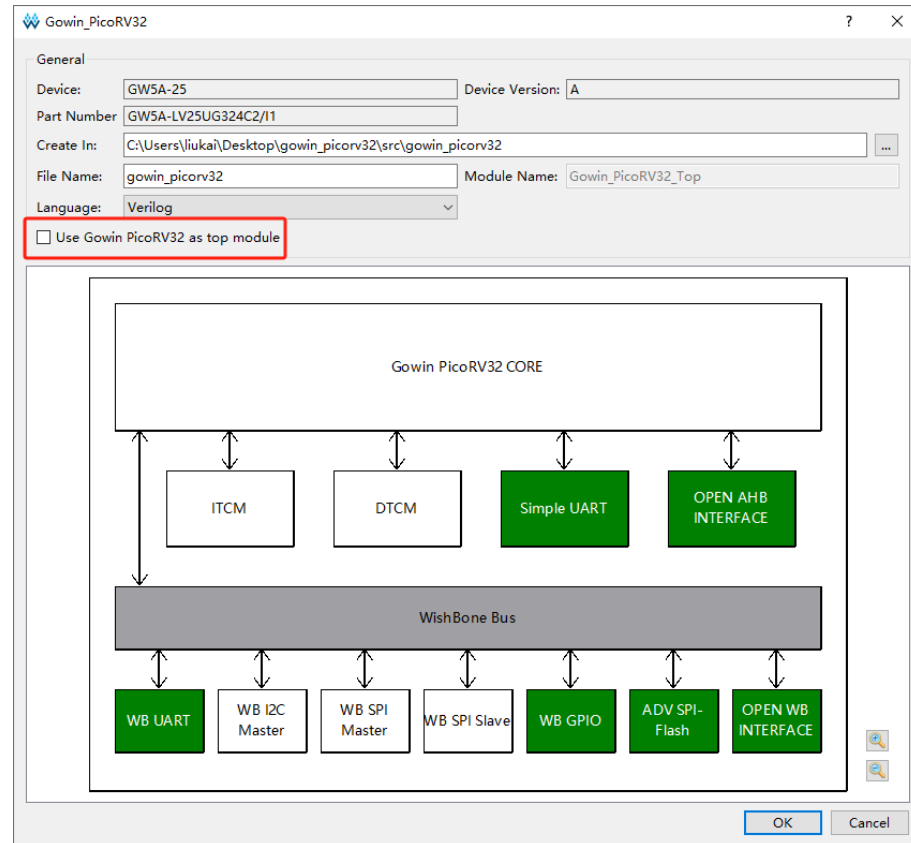 Gowin_PicoRV32
?
General
Device: GW5A-25 Device Version: A
Part Number GW5A-LV25UG324C2/I1
Create In: C:\Users\liukai\Desktop\gowin_picorv32\src\gowin_picorv32 ...
File Name: gowin_picorv32 Module Name: Gowin_PicoRV32_Top
Language: Verilog
Use Gowin PicoRV32 as top module
Gowin PicoRV32 CORE
ITCM
DTCM
Simple UART
OPEN AHB
INTERFACE
WishBone Bus
WB UART
WB I2C
Master
WB SPI
Master
WB SPI Slave
WB GPIO
ADV SPI-
Flash
OPEN WB
INTERFACE
OK Cancel